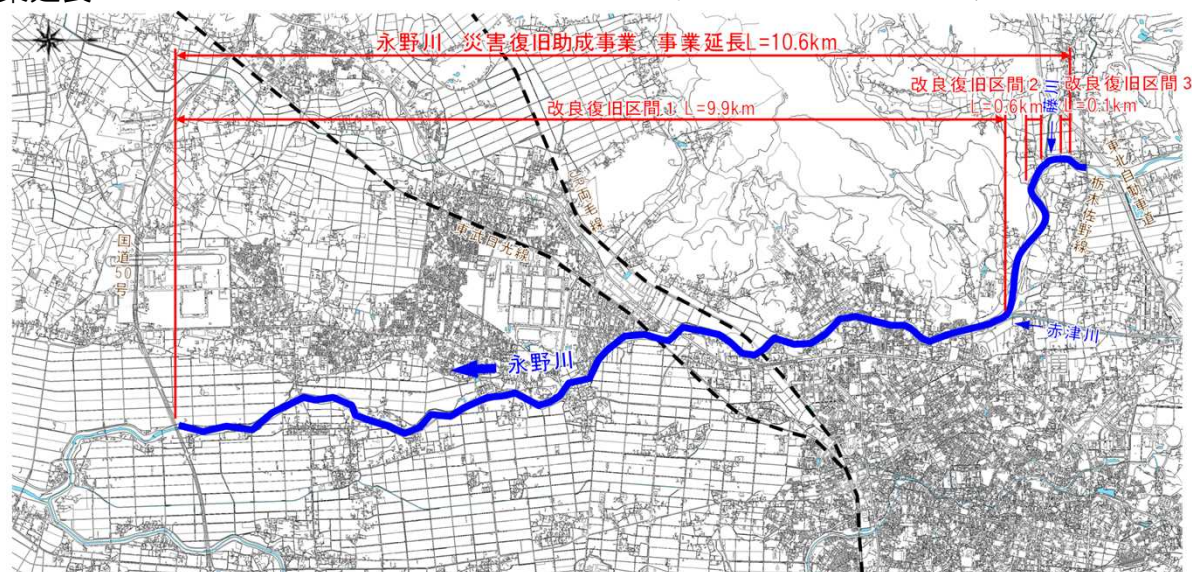 永野川 災害復旧助成事業 事業延長L=10.6km
改良復旧区間1 L=9.9km
改良復旧区間2
L=0.6km
改良復旧区間3
L=0.1km
東北自動車道
栃木佐野線
両毛線
東武日光線
国道50号
赤津川
永野川